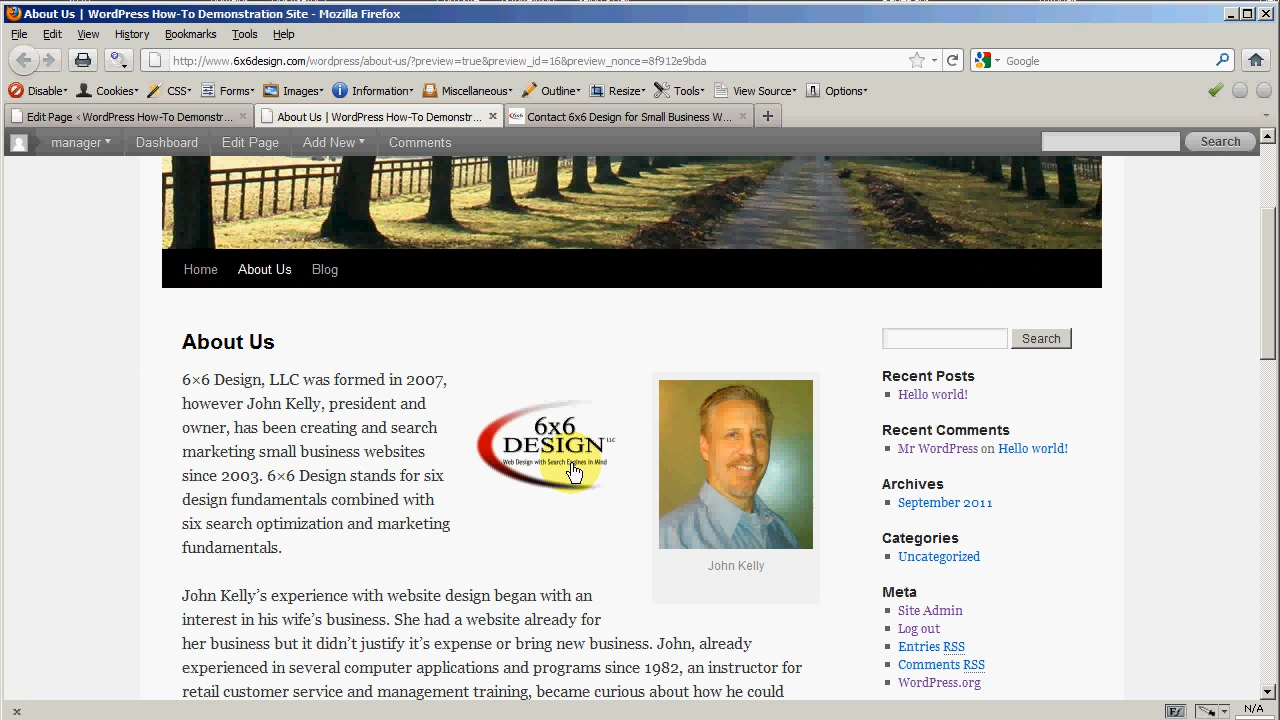 About Us | WordPress How-To Demonstration Site - Mozilla Firefox
File Edit View History Bookmarks Tools Help
http://www.6x6design.com/wordpress/about-us/?preview=true&preview_id=16&preview_nonce=8f912e9bda
Google
Disable Cookies CSS Forms Images Information Miscellaneous Outline Resize Tools View Source Options
Edit Page < WordPress How-To Demonstr...
About Us | WordPress How-To Demonstr...
Contact 6x6 Design for Small Business W...
manager Dashboard Edit Page Add New Comments Search
Home About Us Blog
About Us
6×6 Design, LLC was formed in 2007,
however John Kelly, president and
owner, has been creating and search
marketing small business websites
since 2003. 6×6 Design stands for six
design fundamentals combined with
six search optimization and marketing
fundamentals.
6x6
DESIGN LLC
Web Design with Search Engines in Mind
John Kelly
John Kelly's experience with website design began with an
interest in his wife's business. She had a website already for
her business but it didn't justify it's expense or bring new business. John, already
experienced in several computer applications and programs since 1982, an instructor for
retail customer service and management training, became curious about how he could
Search
Recent Posts
Hello world!
Recent Comments
Mr WordPress on Hello world!
Archives
September 2011
Categories
Uncategorized
Meta
Site Admin
Log out
Entries RSS
Comments RSS
WordPress.org
N/A